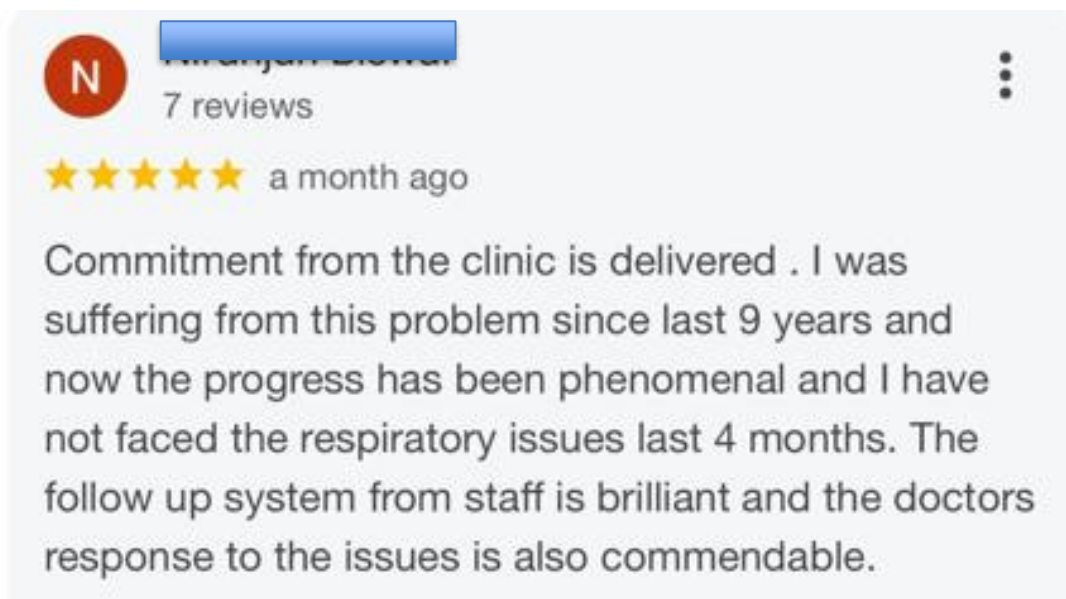 N
7 reviews
a month ago
Commitment from the clinic is delivered . I was
suffering from this problem since last 9 years and
now the progress has been phenomenal and I have
not faced the respiratory issues last 4 months. The
follow up system from staff is brilliant and the doctors
response to the issues is also commendable.